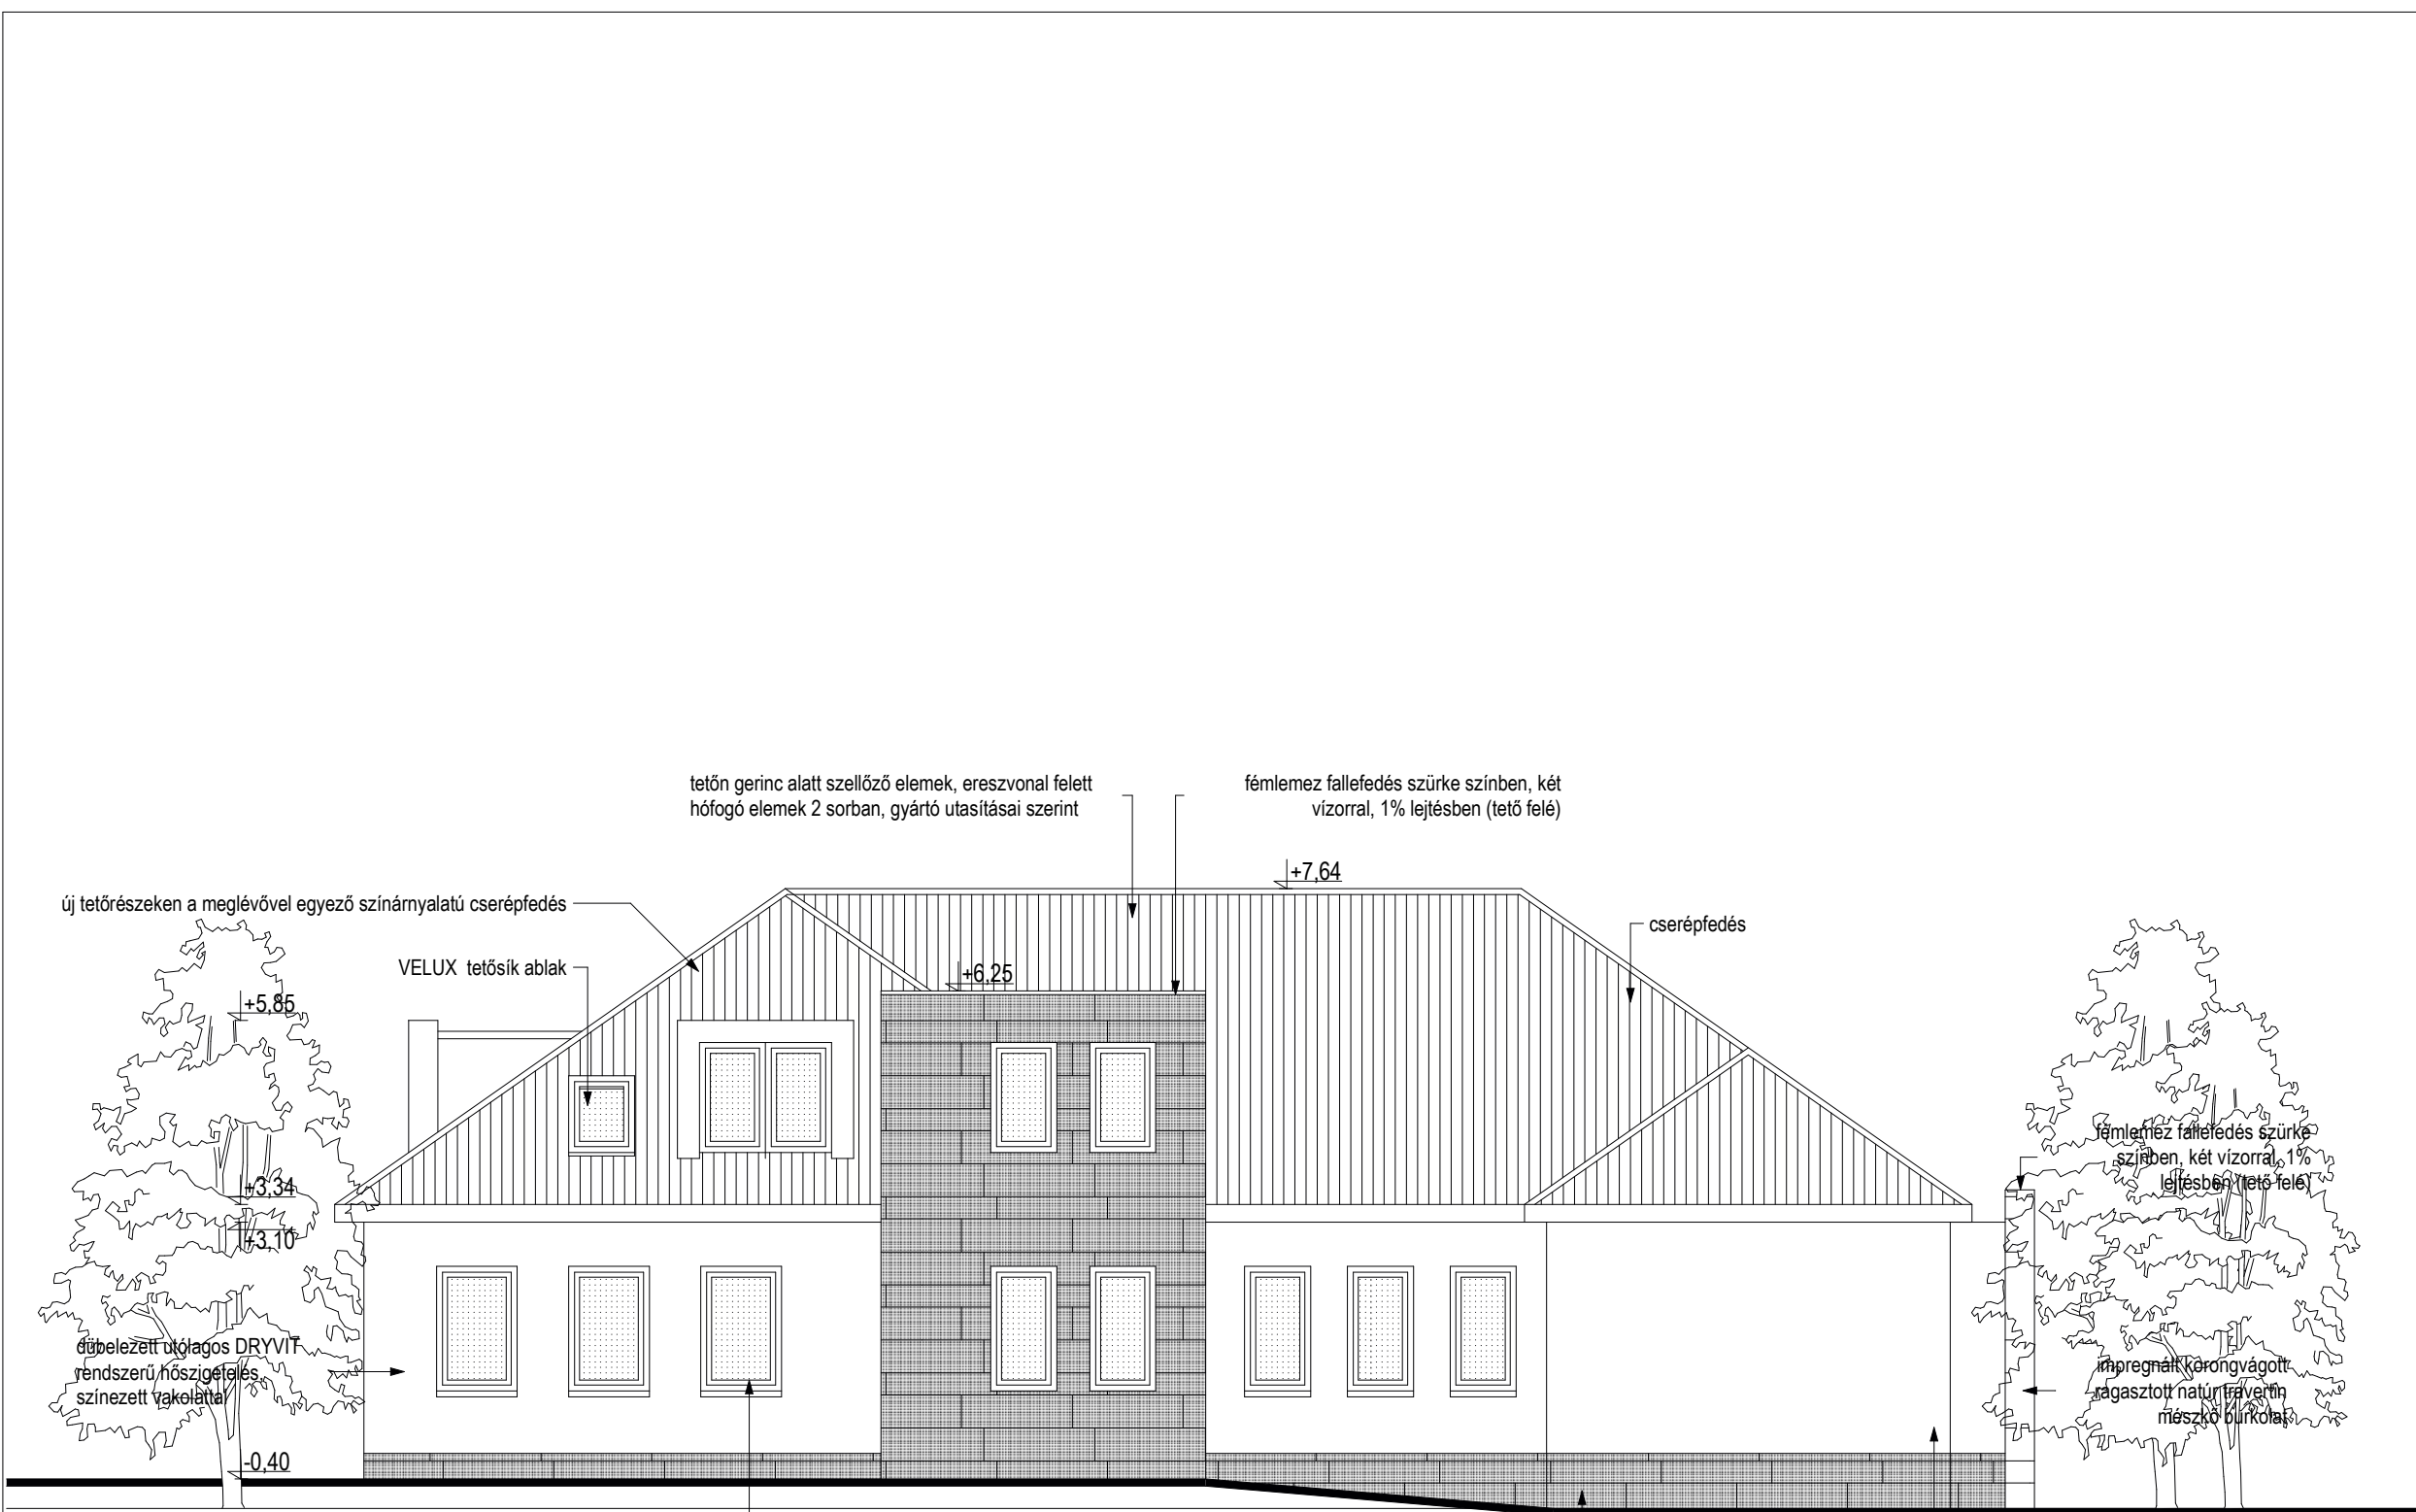 tetőn gerinc alatt szellőző elemek, ereszvonal felett
hófogó elemek 2 sorban, gyártó utasításai szerint
fémlemez fallefedés szürke színben, két
vízorral, 1% lejtésben (tető felé)
+7,64
új tetőrészeken a meglévővel egyező színárnyalatú cserépfedés
cserépfedés
VELUX tetősík ablak
+6,25
+5,85
fémlemez fallefedés szürke
színben, két vízorral, 1%
lejtésben (tető felé)
+3,34
+3,10
dübelezett utólagos DRYVIT
rendszerű hőszigetelés,
színezett vakolattal
impregnált korongvágott
ragasztott natúr travertin
mészkő burkolat
-0,40